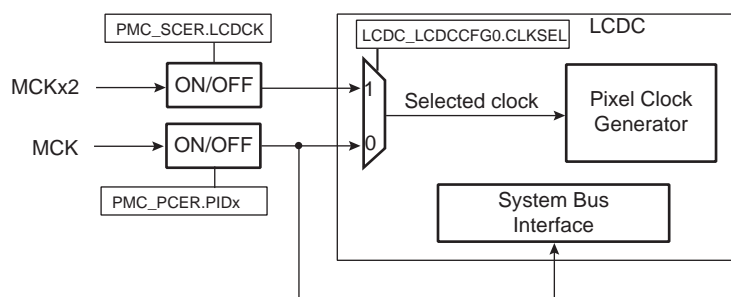 PMC_SCER.LCDCK
LCDC_LCDCCFG0.CLKSEL
LCDC
MCKx2
ON/OFF
1
Selected clock
Pixel Clock
Generator
MCK
ON/OFF
0
PMC_PCER.PIDx
System Bus
Interface